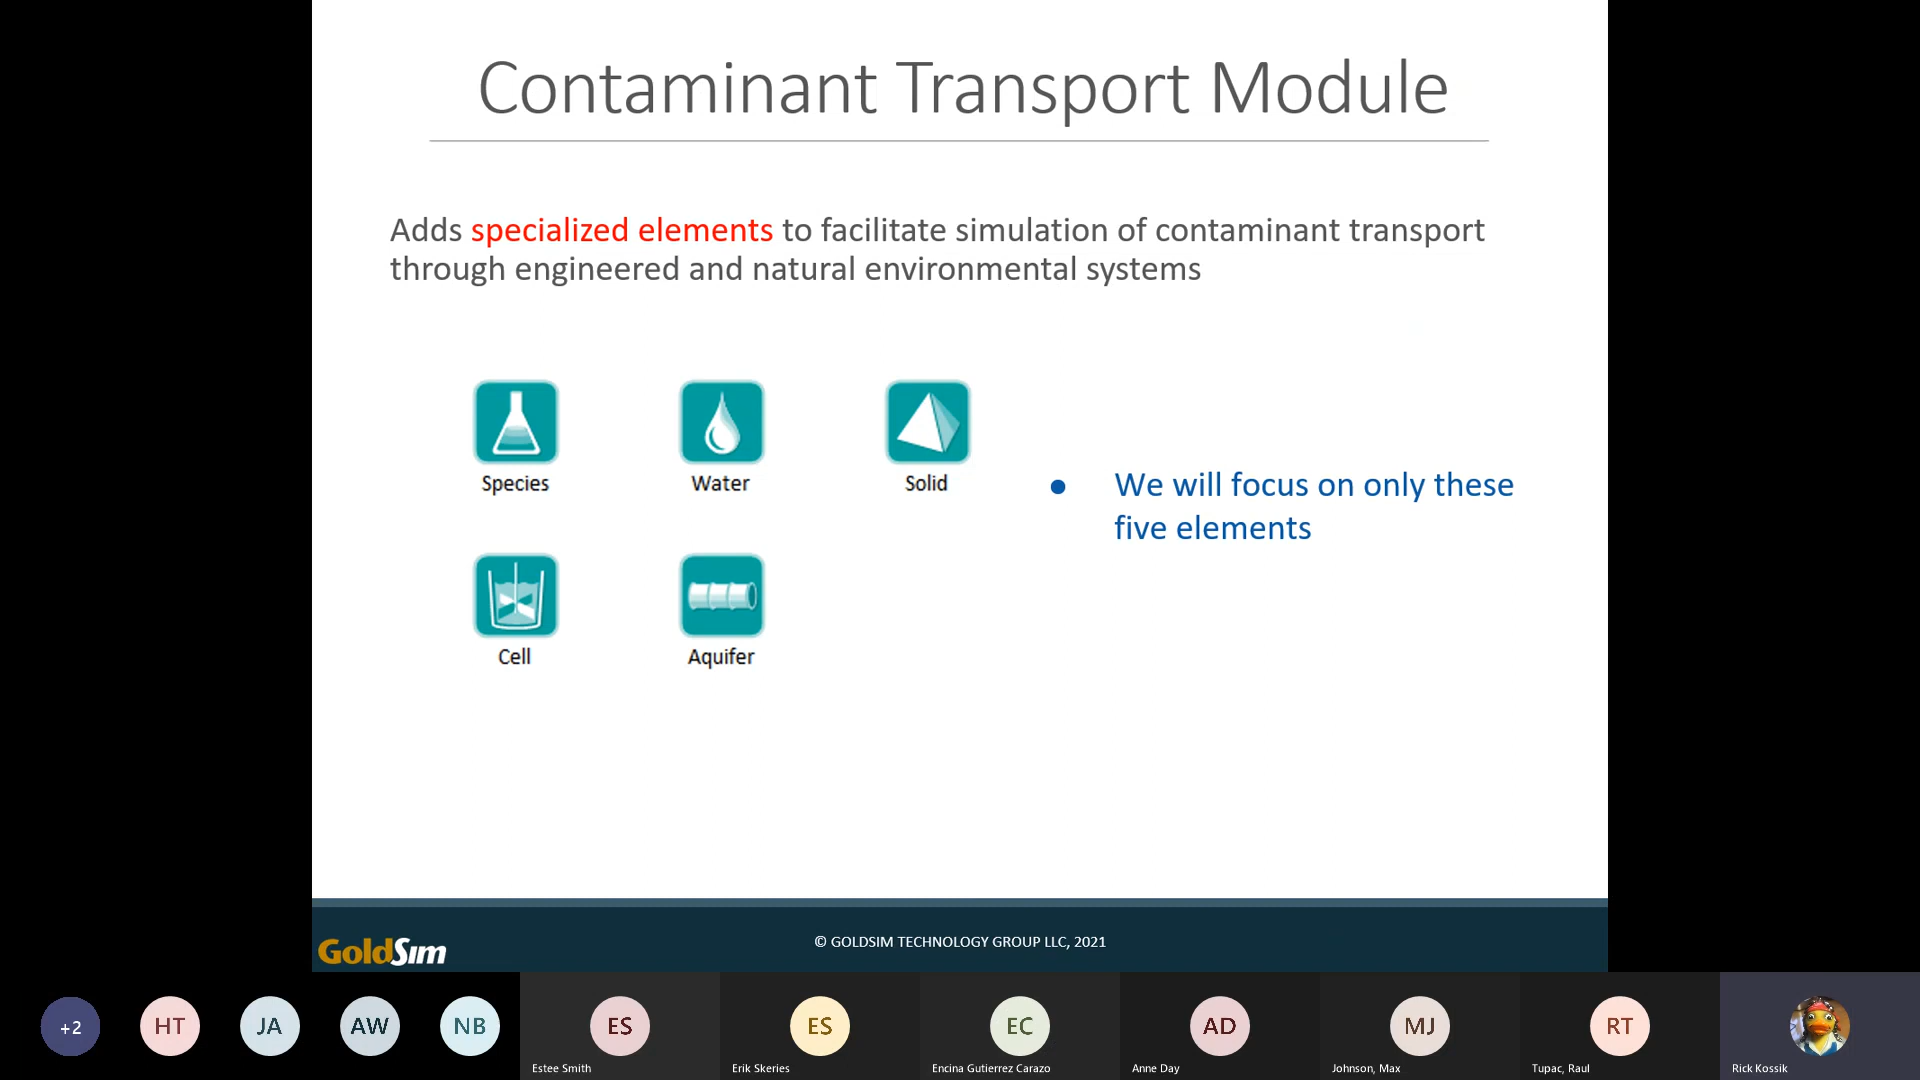 Contaminant Transport Module
Adds specialized elements to facilitate simulation of contaminant transport
through engineered and natural environmental systems
Species
Water
Solid
• We will focus on only these
five elements
Cell
Aquifer
GoldSim
© GOLDSIM TECHNOLOGY GROUP LLC, 2021
+2
HT
JA
AW
NB
ES
ES
EC
AD
MJ
RT
Estee Smith
Erik Skeries
Encina Gutierrez Carazo
Anne Day
Johnson, Max
Tupac, Raul
Rick Kossik